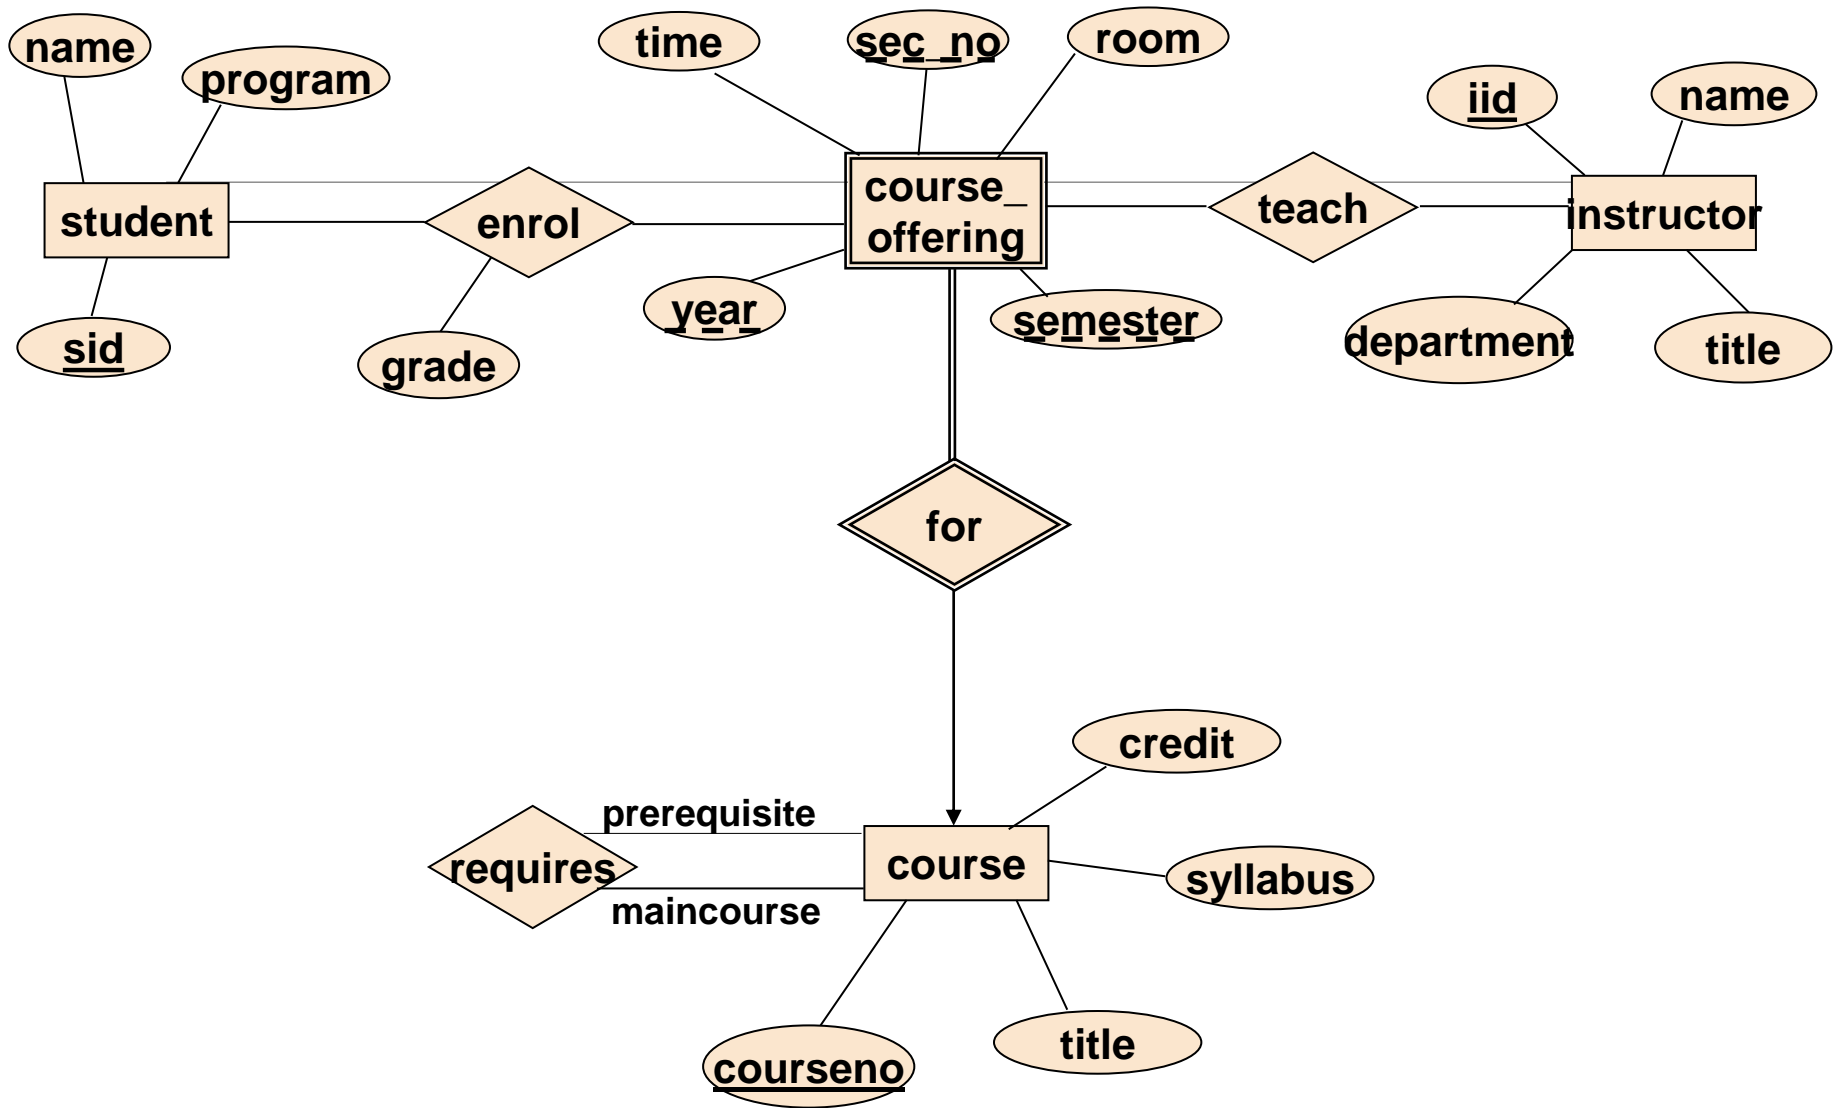 name
program
time
sec_no
room
iid
name
student
enrol
course_
offering
teach
instructor
sid
grade
year
semester
department
title
for
credit
prerequisite
requires
course
syllabus
maincourse
courseno
title